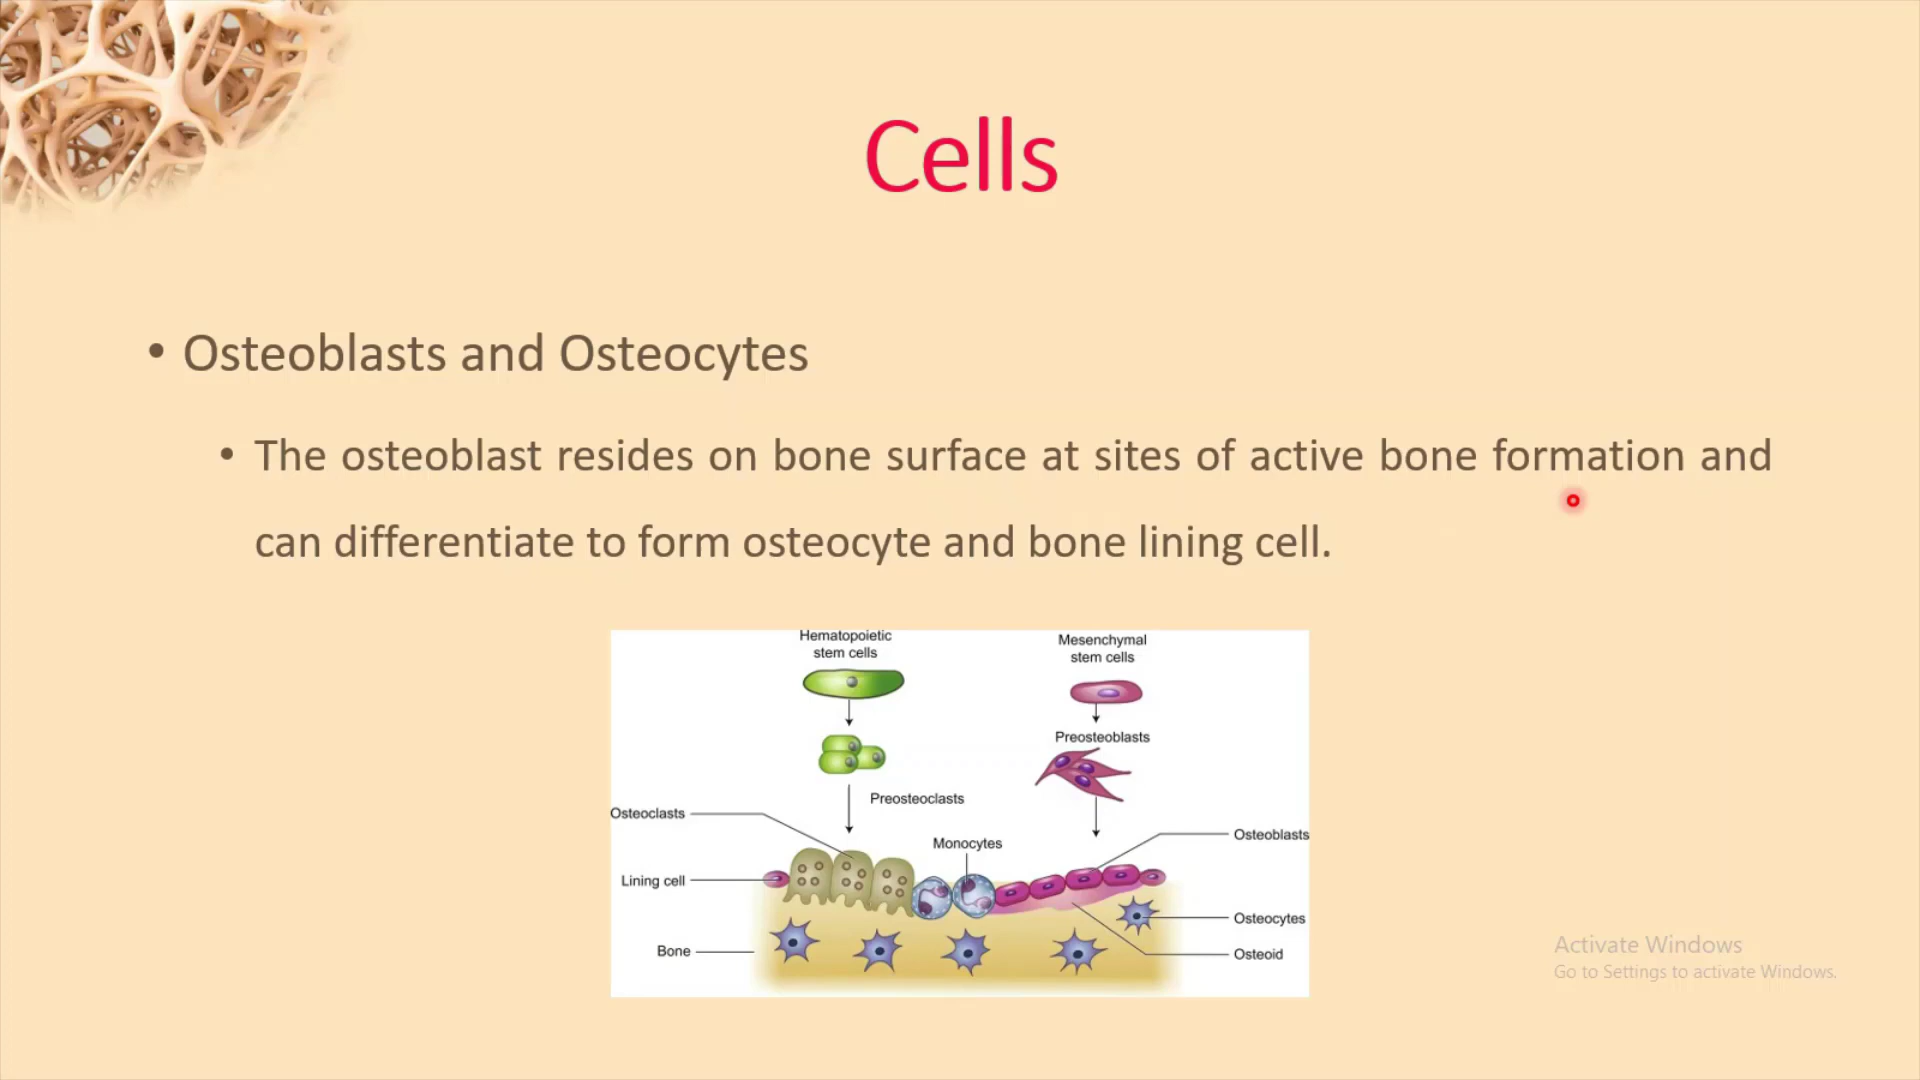 Cells
• Osteoblasts and Osteocytes
• The osteoblast resides on bone surface at sites of active bone formation and
can differentiate to form osteocyte and bone lining cell.
Hematopoietic
stem cells
Mesenchymal
stem cells
Preosteoblasts
Preosteoclasts
Osteoclasts
Monocytes
Osteoblasts
Lining cell
Osteocytes
Bone
Osteoid
Activate Windows
Go to Settings to activate Windows.